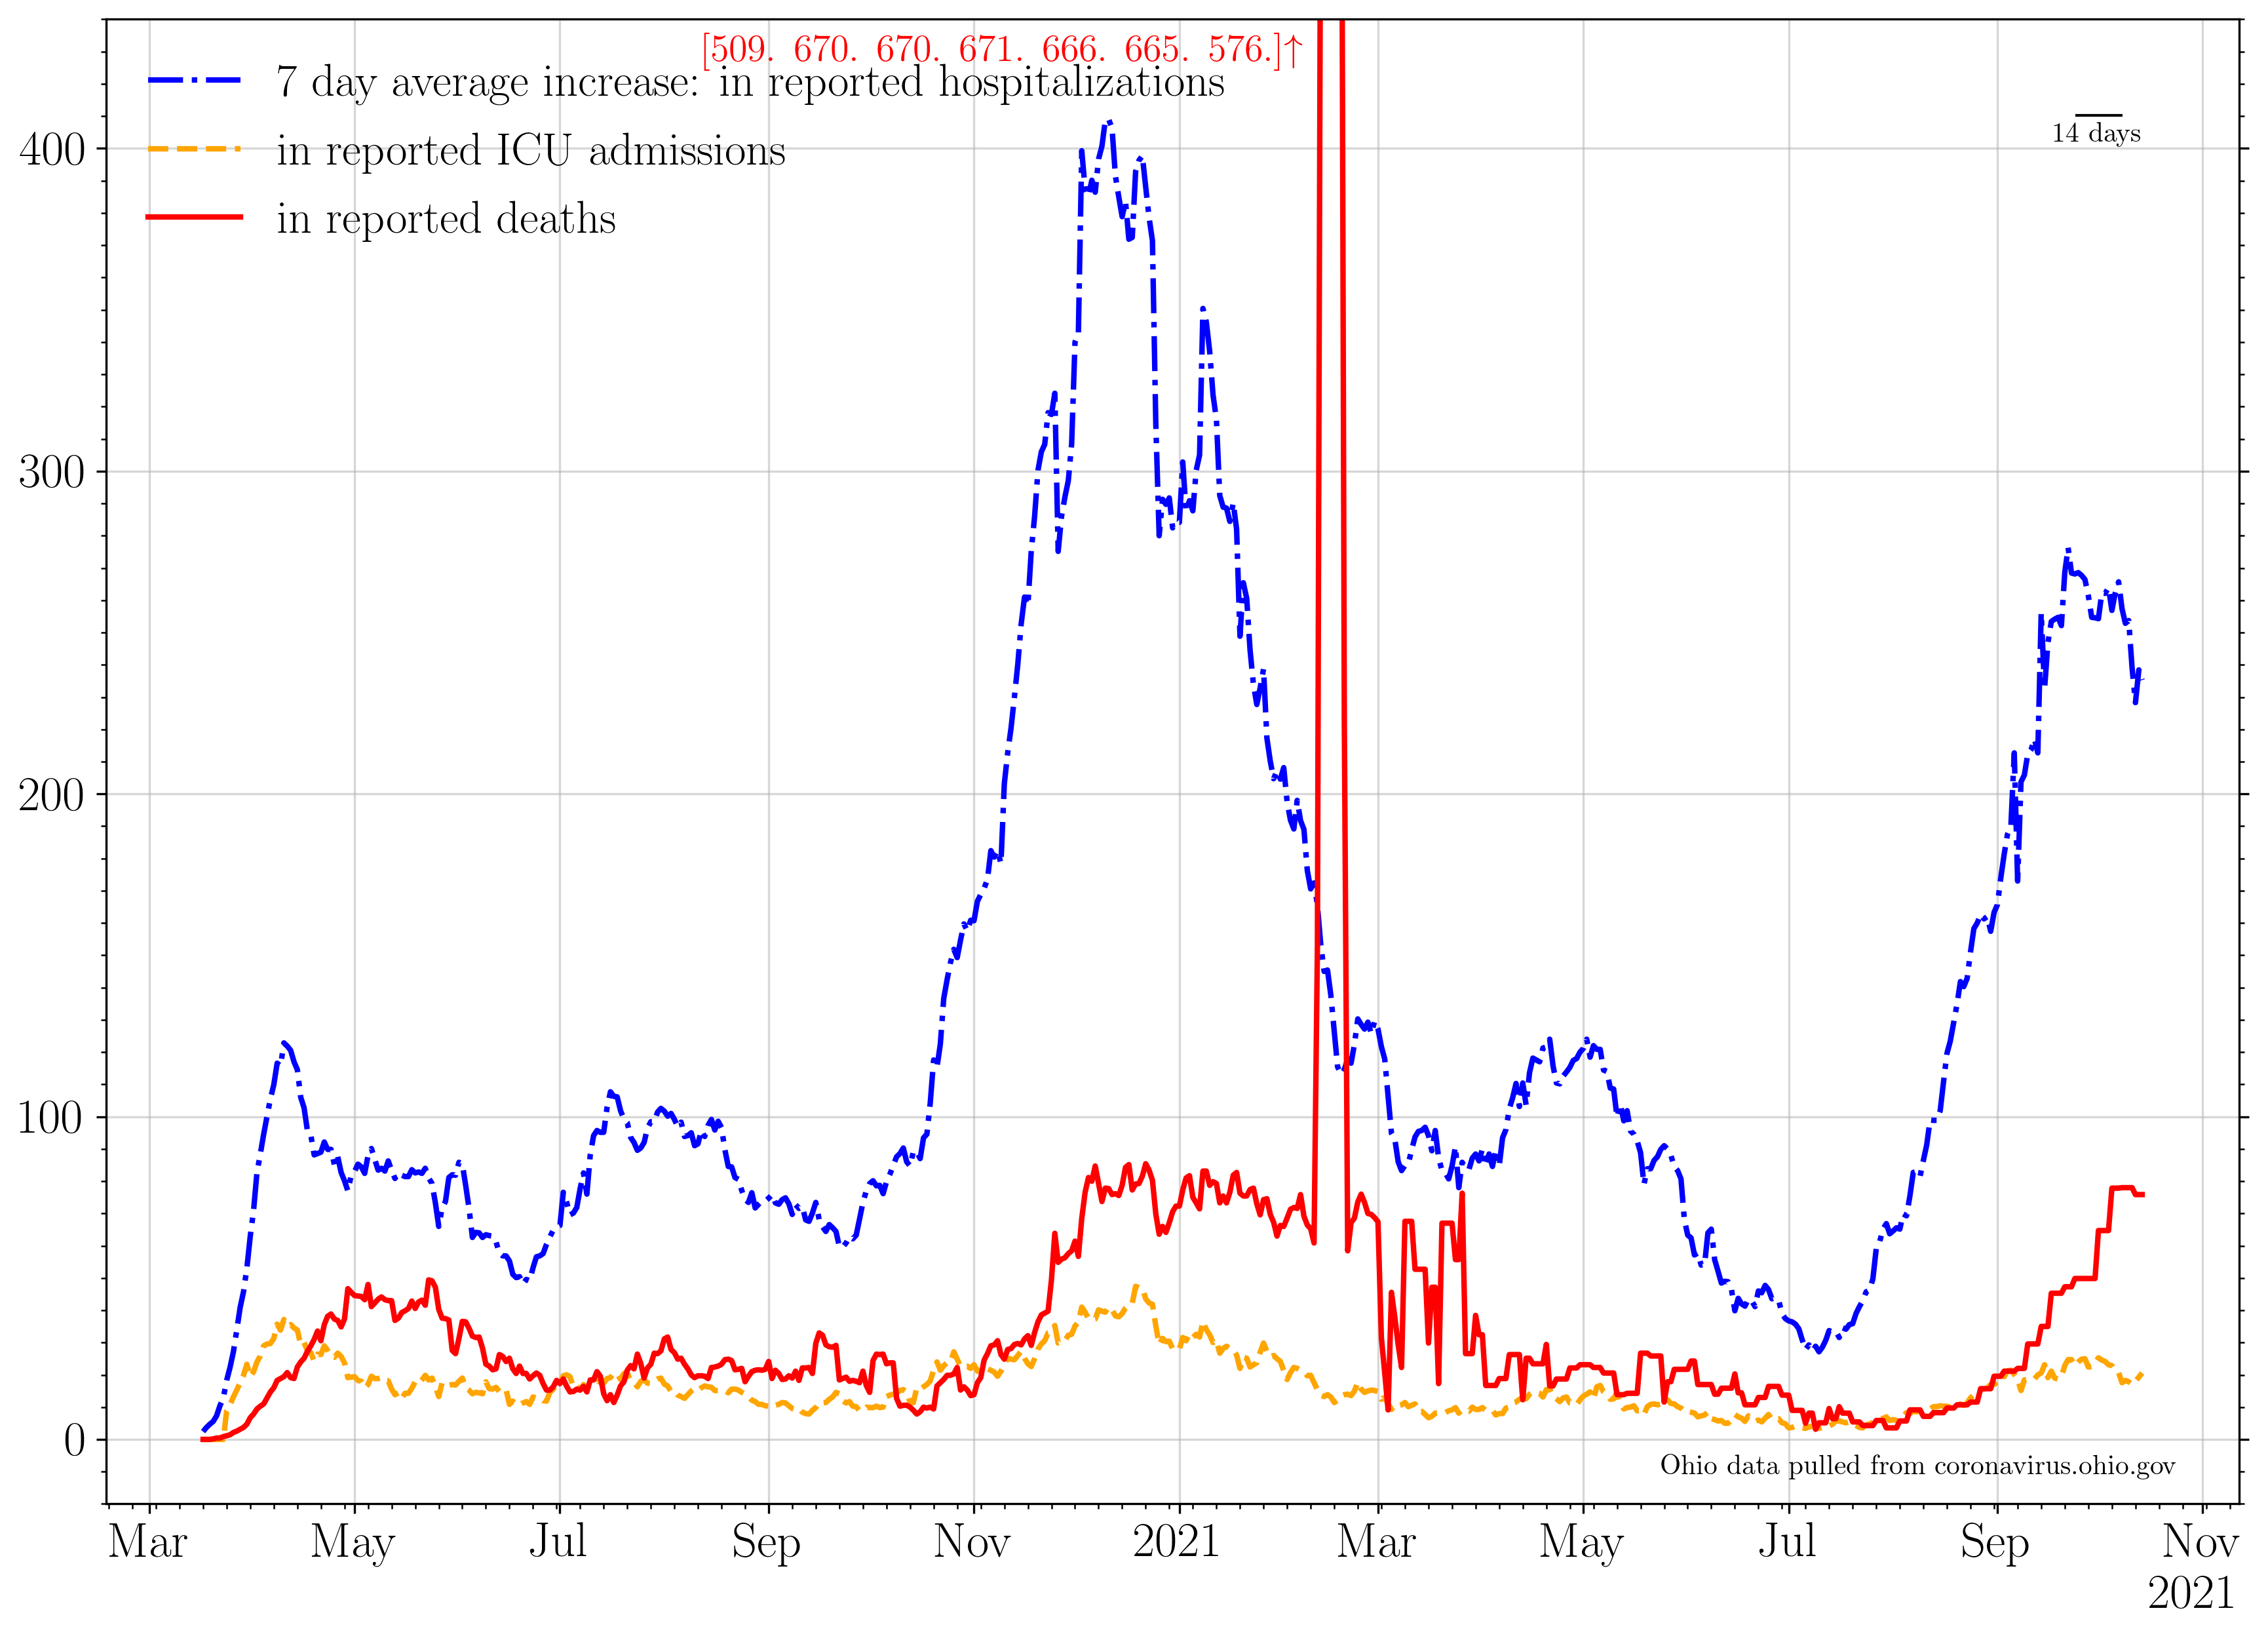 [509. 670. 670. 671. 666. 665. 576.]↑
7 day average increase: in reported hospitalizations
in reported ICU admissions
in reported deaths
14 days
400
300
200
100
0
Ohio data pulled from coronavirus.ohio.gov
Mar May Jul Sep Nov 2021 Mar May Jul Sep Nov
2021